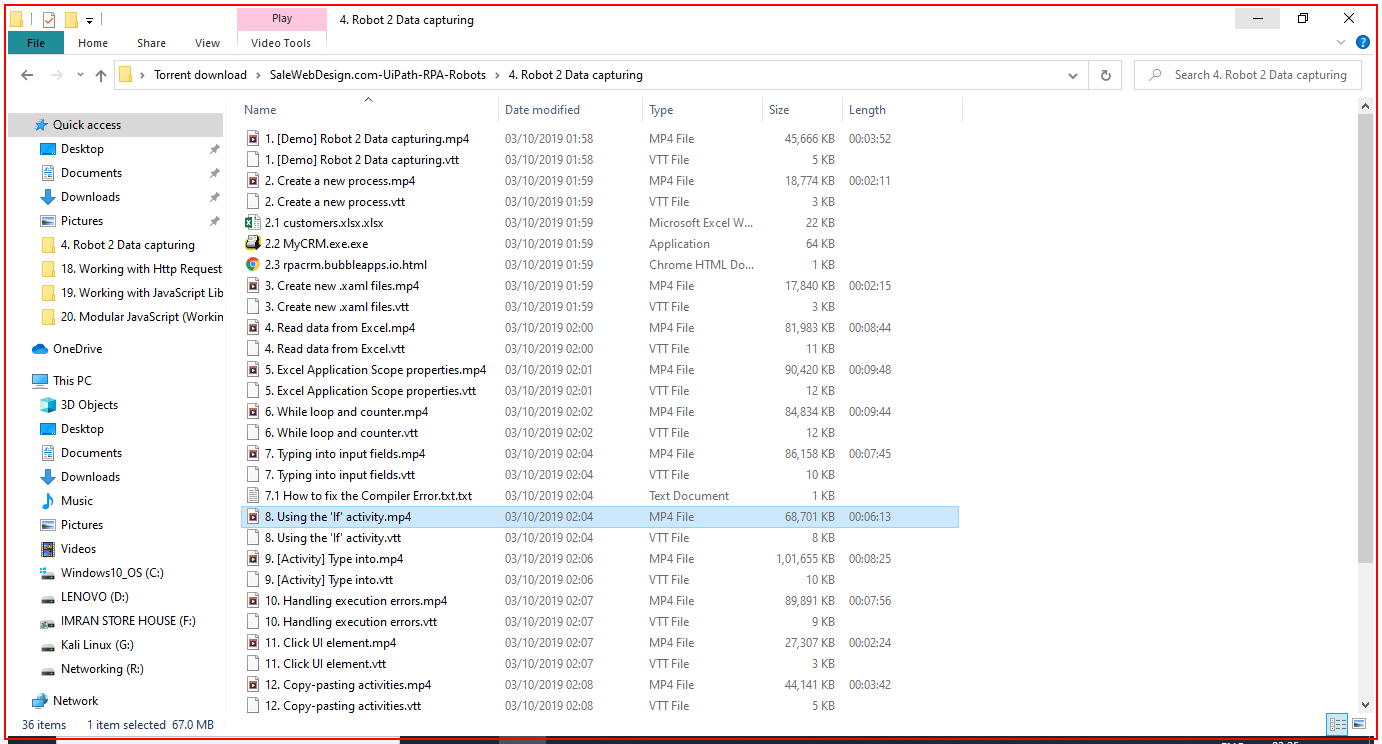 Play
4. Robot 2 Data capturing
File Home Share View Video Tools
Torrent download SaleWebDesign.com-UiPath-RPA-Robots 4. Robot 2 Data capturing
Search 4. Robot 2 Data capturing
Quick access
Desktop
Documents
Downloads
Pictures
4. Robot 2 Data capturing
18. Working with Http Request
19. Working with JavaScript Lib
20. Modular JavaScript (Workin
OneDrive
This PC
3D Objects
Desktop
Documents
Downloads
Music
Pictures
Videos
Windows10_OS (C:)
LENOVO (D:)
IMRAN STORE HOUSE (F:)
Kali Linux (G:)
Networking (R:)
Network
Name Date modified Type Size Length
1. [Demo] Robot 2 Data capturing.mp4 03/10/2019 01:58 MP4 File 45,666 KB 00:03:52
1. [Demo] Robot 2 Data capturing.vtt 03/10/2019 01:58 VTT File 5 KB
2. Create a new process.mp4 03/10/2019 01:59 MP4 File 18,774 KB 00:02:11
2. Create a new process.vtt 03/10/2019 01:59 VTT File 3 KB
2.1 customers.xlsx.xlsx 03/10/2019 01:59 Microsoft Excel W... 22 KB
2.2 MyCRM.exe.exe 03/10/2019 01:59 Application 64 KB
2.3 rpacrm.bubbleapps.io.html 03/10/2019 01:59 Chrome HTML Do... 1 KB
3. Create new .xaml files.mp4 03/10/2019 01:59 MP4 File 17,840 KB 00:02:15
3. Create new .xaml files.vtt 03/10/2019 01:59 VTT File 3 KB
4. Read data from Excel.mp4 03/10/2019 02:00 MP4 File 81,983 KB 00:08:44
4. Read data from Excel.vtt 03/10/2019 02:00 VTT File 11 KB
5. Excel Application Scope properties.mp4 03/10/2019 02:01 MP4 File 90,420 KB 00:09:48
5. Excel Application Scope properties.vtt 03/10/2019 02:01 VTT File 12 KB
6. While loop and counter.mp4 03/10/2019 02:02 MP4 File 84,834 KB 00:09:44
6. While loop and counter.vtt 03/10/2019 02:02 VTT File 12 KB
7. Typing into input fields.mp4 03/10/2019 02:04 MP4 File 86,158 KB 00:07:45
7. Typing into input fields.vtt 03/10/2019 02:04 VTT File 10 KB
7.1 How to fix the Compiler Error.txt.txt 03/10/2019 02:04 Text Document 1 KB
8. Using the 'If' activity.mp4 03/10/2019 02:04 MP4 File 68,701 KB 00:06:13
8. Using the 'If' activity.vtt 03/10/2019 02:04 VTT File 8 KB
9. [Activity] Type into.mp4 03/10/2019 02:06 MP4 File 1,01,655 KB 00:08:25
9. [Activity] Type into.vtt 03/10/2019 02:06 VTT File 10 KB
10. Handling execution errors.mp4 03/10/2019 02:07 MP4 File 89,891 KB 00:07:56
10. Handling execution errors.vtt 03/10/2019 02:07 VTT File 9 KB
11. Click UI element.mp4 03/10/2019 02:07 MP4 File 27,307 KB 00:02:24
11. Click UI element.vtt 03/10/2019 02:07 VTT File 3 KB
12. Copy-pasting activities.mp4 03/10/2019 02:08 MP4 File 44,141 KB 00:03:42
12. Copy-pasting activities.vtt 03/10/2019 02:08 VTT File 5 KB
36 items 1 item selected 67.0 MB